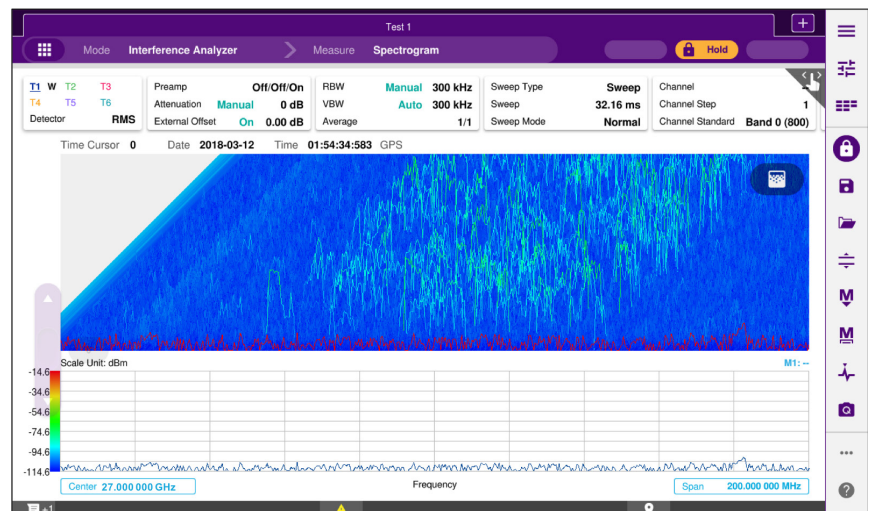 Test 1
Mode Interference Analyzer Measure Spectrogram Hold
T1 W T2 T3 Preamp Off/Off/On RBW Manual 300 kHz Sweep Type Sweep Channel --
T4 T5 T6 Attenuation Manual 0 dB VBW Auto 300 kHz Sweep 32.16 ms Channel Step 1
Detector RMS External Offset On 0.00 dB Average 1/1 Sweep Mode Normal Channel Standard Band 0 (800)
Time Cursor 0 Date 2018-03-12 Time 01:54:34:583 GPS
Scale Unit: dBm M1: --
-14.6
-34.6
-54.6
-74.6
-94.6
-114.6
Center 27.000 000 GHz Frequency Span 200.000 000 MHz
+1
M
M